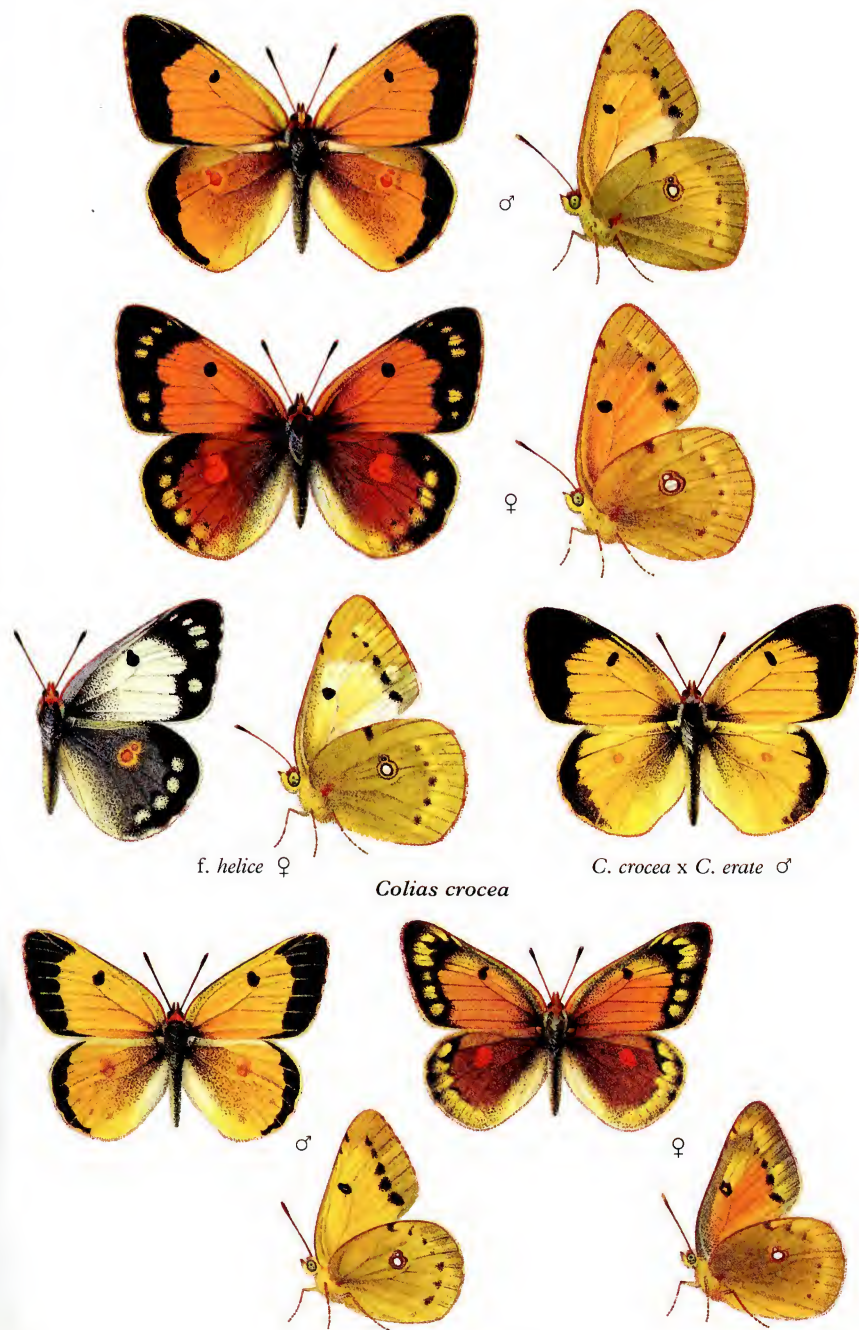 ♂
♀
f. helice ♀
C. crocea x C. erate ♂
Colias crocea
♂
♀